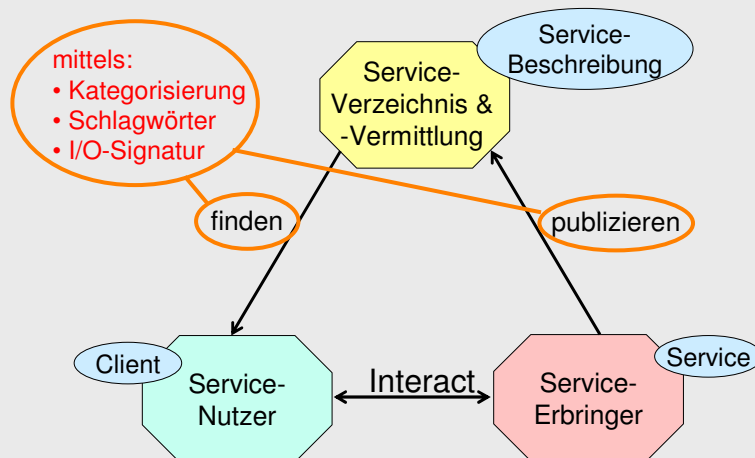 mittels:
• Kategorisierung
• Schlagwörter
• I/O-Signatur
Service-
Verzeichnis &
-Vermittlung
Service-
Beschreibung
finden
publizieren
Client
Service-
Nutzer
Interact
Service-
Erbringer
Service